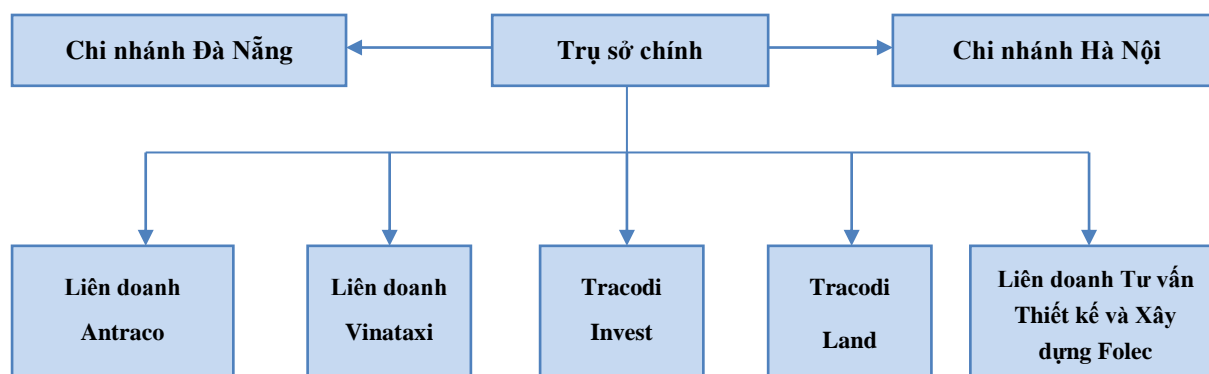 Chi nhánh Đà Nẵng
Trụ sở chính
Chi nhánh Hà Nội
Liên doanh
Antraco
Liên doanh
Vinataxi
Tracodi
Invest
Tracodi
Land
Liên doanh Tư vấn
Thiết kế và Xây
dựng Folec